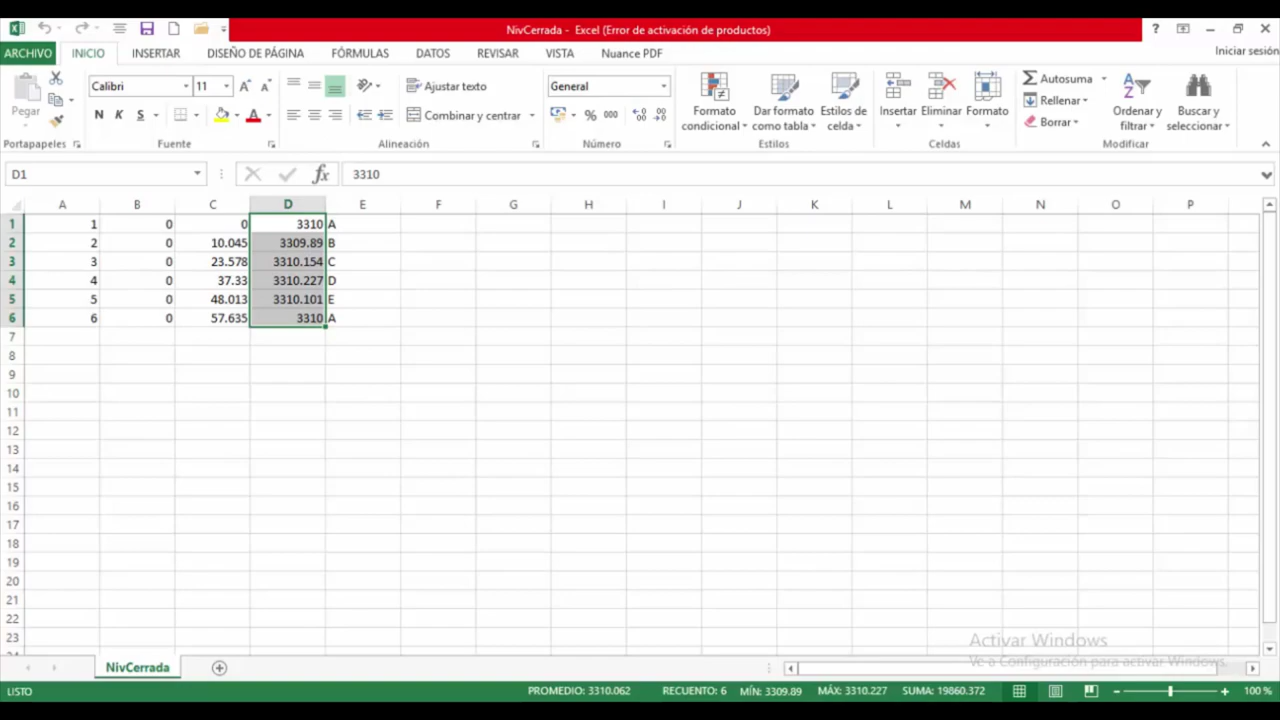 NivCerrada - Excel (Error de activación de productos)
?
ARCHIVO INICIO INSERTAR DISEÑO DE PÁGINA FÓRMULAS DATOS REVISAR VISTA Nuance PDF Iniciar sesión
Pegar
Calibri 11 A A
N K S A
Ajustar texto
Combinar y centrar
General
% 000
Formato condicional
Dar formato como tabla
Estilos de celda
Insertar Eliminar Formato
Autosuma
Rellenar
Borrar
Ordenar y filtrar
Buscar y seleccionar
Portapapeles Fuente Alineación Número Estilos Celdas Modificar
D1 fx 3310
A B C D E F G H I J K L M N O P
1 1 0 0 3310 A
2 2 0 10.045 3309.89 B
3 3 0 23.578 3310.154 C
4 4 0 37.33 3310.227 D
5 5 0 48.013 3310.101 E
6 6 0 57.635 3310 A
7
8
9
10
11
12
13
14
15
16
17
18
19
20
21
22
23
Activar Windows
Ve a Configuración para activar Windows.
NivCerrada
LISTO PROMEDIO: 3310.062 RECUENTO: 6 MÍN: 3309.89 MÁX: 3310.227 SUMA: 19860.372 100 %